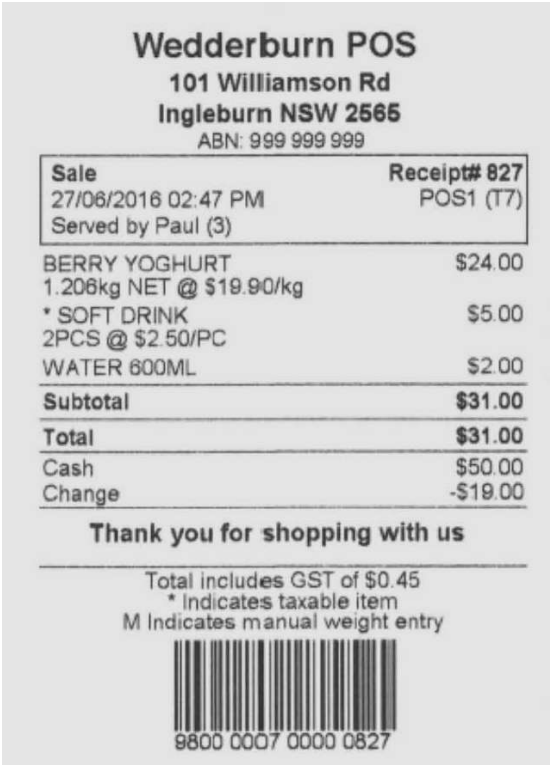 Wedderburn POS
101 Williamson Rd
Ingleburn NSW 2565
ABN: 999 999 999
Sale Receipt# 827
27/06/2016 02:47 PM POS1 (T7)
Served by Paul (3)
BERRY YOGHURT $24.00
1.206kg NET @ $19.90/kg
* SOFT DRINK $5.00
2PCS @ $2.50/PC
WATER 600ML $2.00
Subtotal $31.00
Total $31.00
Cash $50.00
Change -$19.00
Thank you for shopping with us
Total includes GST of $0.45
* Indicates taxable item
M Indicates manual weight entry
9800 0007 0000 0827